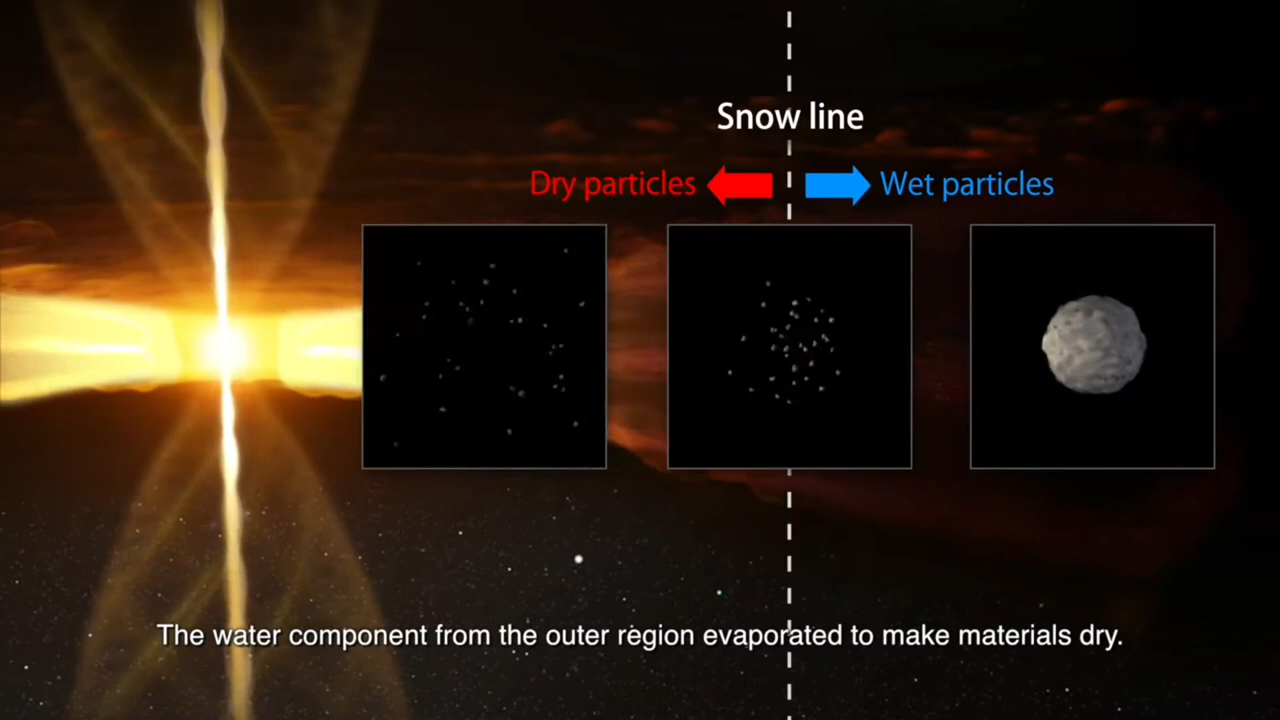 Snow line
Dry particles
Wet particles
The water component from the outer region evaporated to make materials dry.